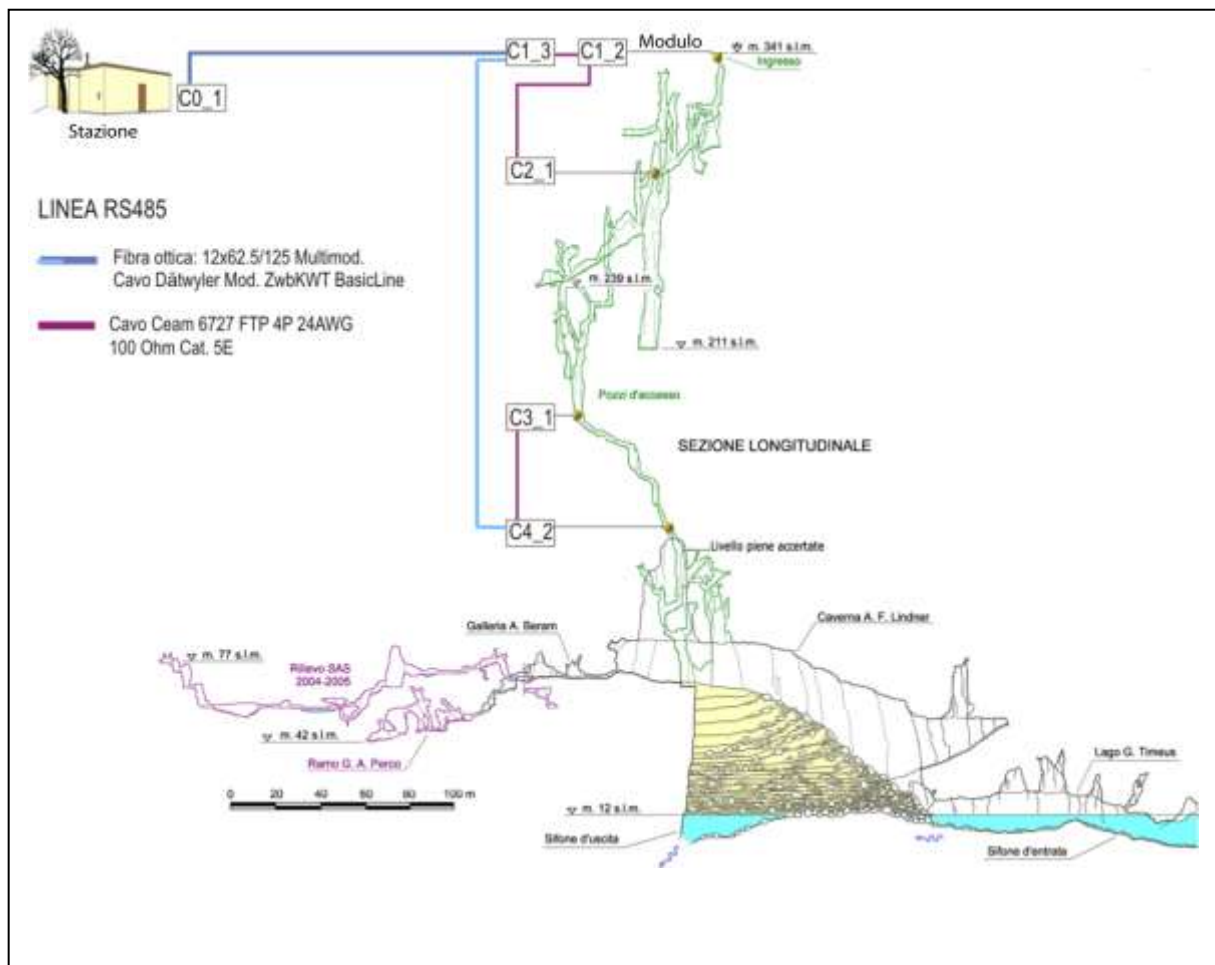 C1_3
C1_2
Modulo
m. 341 s.l.m.
Ingresso
C0_1
Stazione
C2_1
LINEA RS485
Fibra ottica: 12x62.5/125 Multimod.
Cavo Dätwyler Mod. ZwbKWT BasicLine
m. 239 s.l.m.
Cavo Ceam 6727 FTP 4P 24AWG
100 Ohm Cat. 5E
m. 211 s.l.m.
Pozzi d'accesso
C3_1
SEZIONE LONGITUDINALE
C4_2
Livello piene accertate
Caverna A. F. Lindner
Galleria A. Beram
m. 77 s.l.m.
Rilievo SAS
2004-2005
m. 42 s.l.m.
Ramo G. A. Perco
Lago G. Timeus
0 20 40 60 80 100 m
m. 12 s.l.m.
Sifone d'uscita
Sifone d'entrata